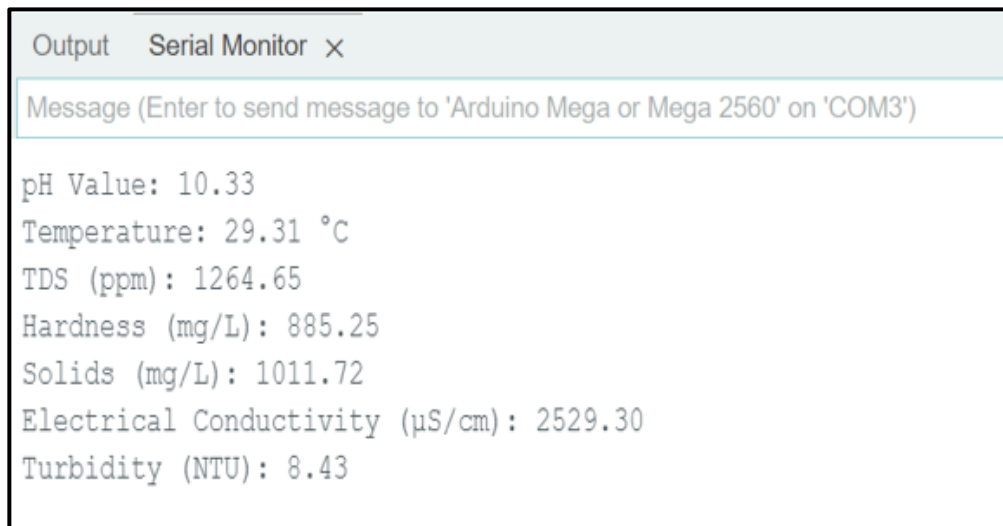 Output Serial Monitor ×
Message (Enter to send message to 'Arduino Mega or Mega 2560' on 'COM3')
pH Value: 10.33
Temperature: 29.31 °C
TDS (ppm): 1264.65
Hardness (mg/L): 885.25
Solids (mg/L): 1011.72
Electrical Conductivity (µS/cm): 2529.30
Turbidity (NTU): 8.43